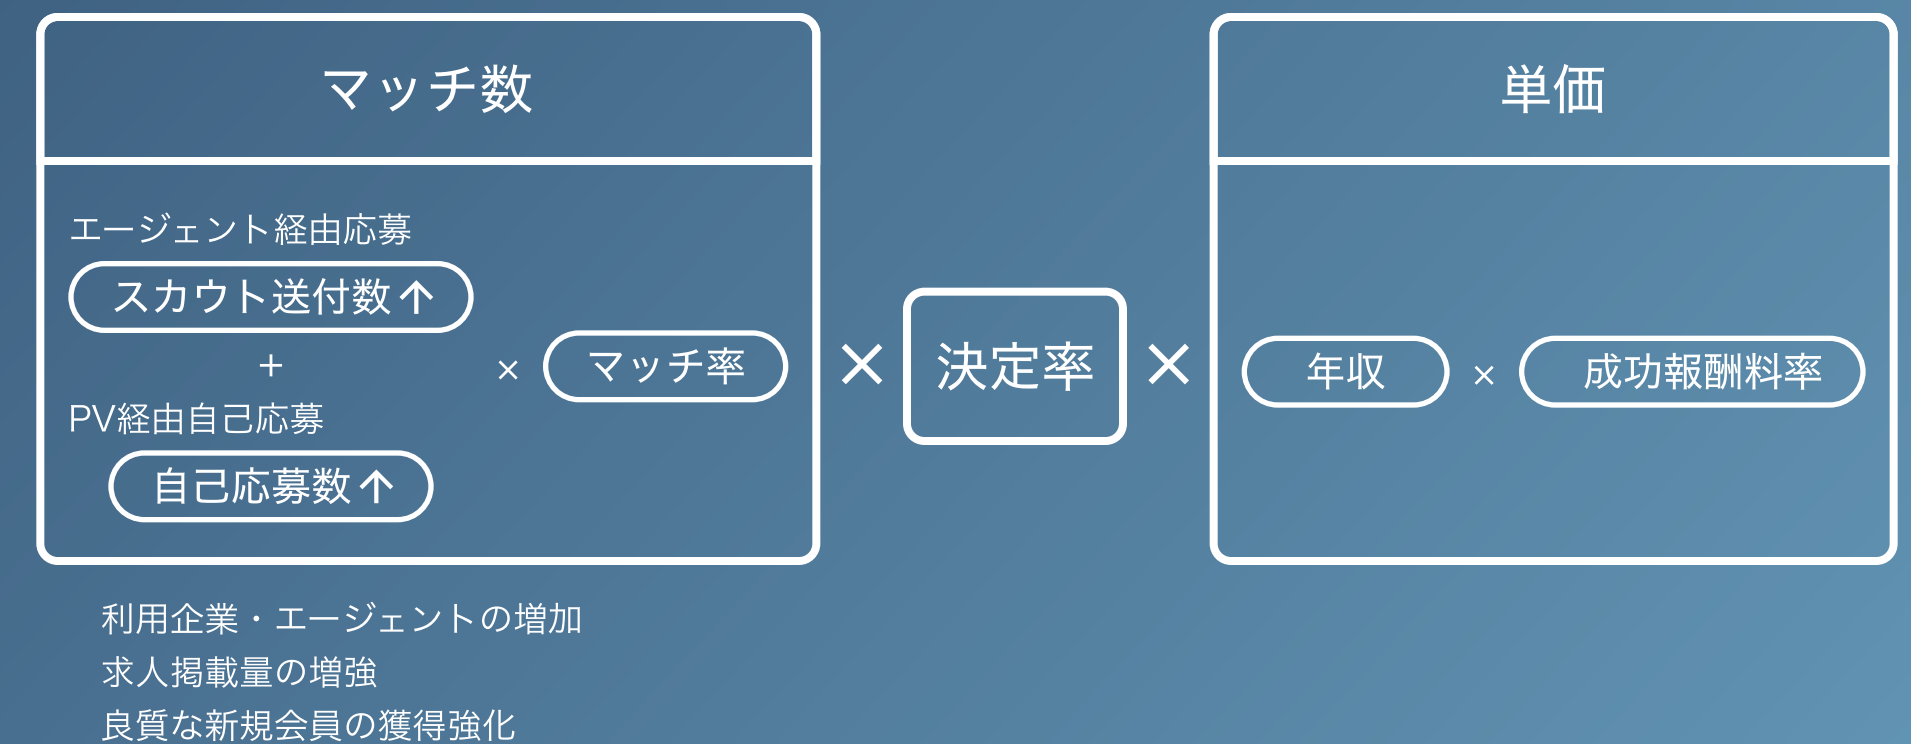 マッチ数
エージェント経由応募
スカウト送付数↑
+
PV経由自己応募
自己応募数↑
×
マッチ率
×
決定率
×
単価
年収
×
成功報酬料率
利用企業・エージェントの増加
求人掲載量の増強
良質な新規会員の獲得強化